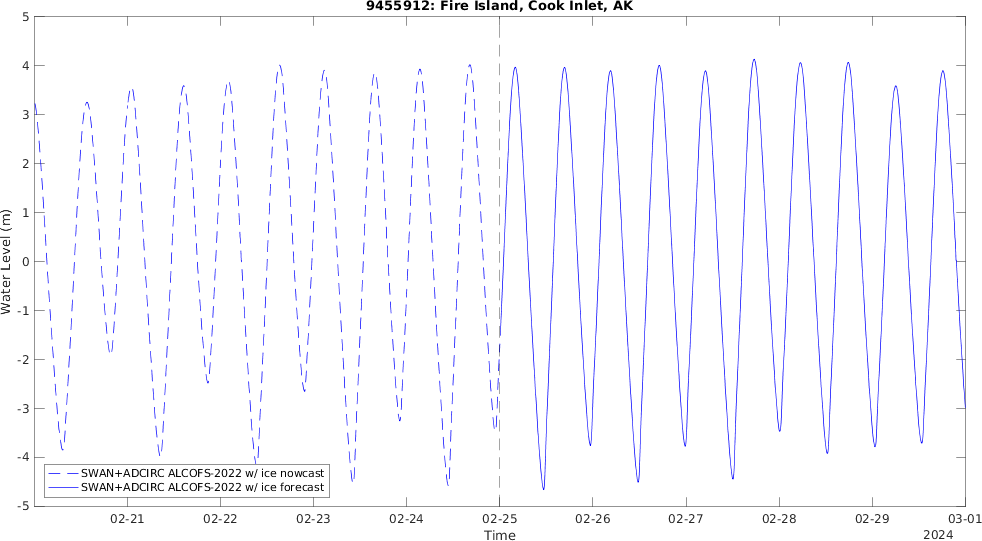 9455912: Fire Island, Cook Inlet, AK
5
4
3
2
1
0
-1
-2
-3
-4
-5
Water Level (m)
SWAN+ADCIRC ALCOFS-2022 w/ ice nowcast
SWAN+ADCIRC ALCOFS-2022 w/ ice forecast
02-21 02-22 02-23 02-24 02-25 02-26 02-27 02-28 02-29 03-01
Time
2024